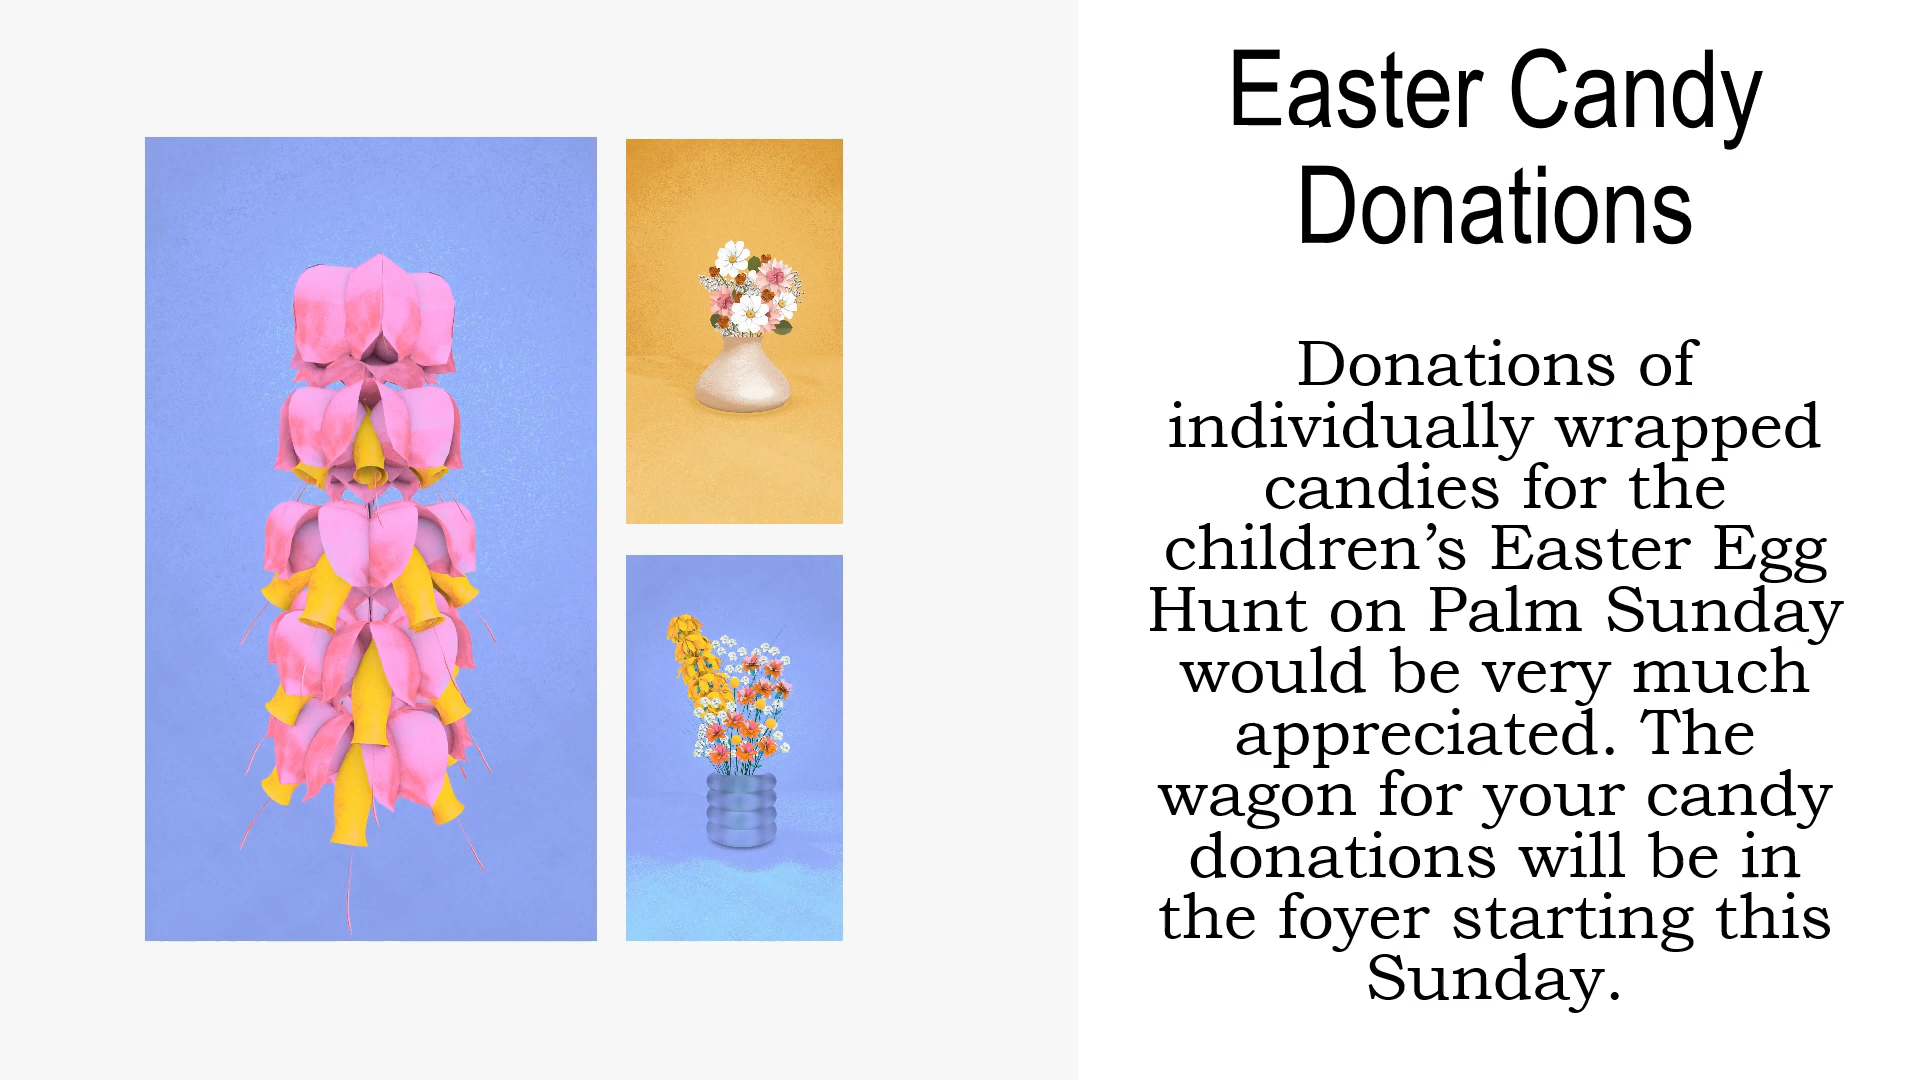 Easter Candy
Donations
Donations of
individually wrapped
candies for the
children’s Easter Egg
Hunt on Palm Sunday
would be very much
appreciated. The
wagon for your candy
donations will be in
the foyer starting this
Sunday.